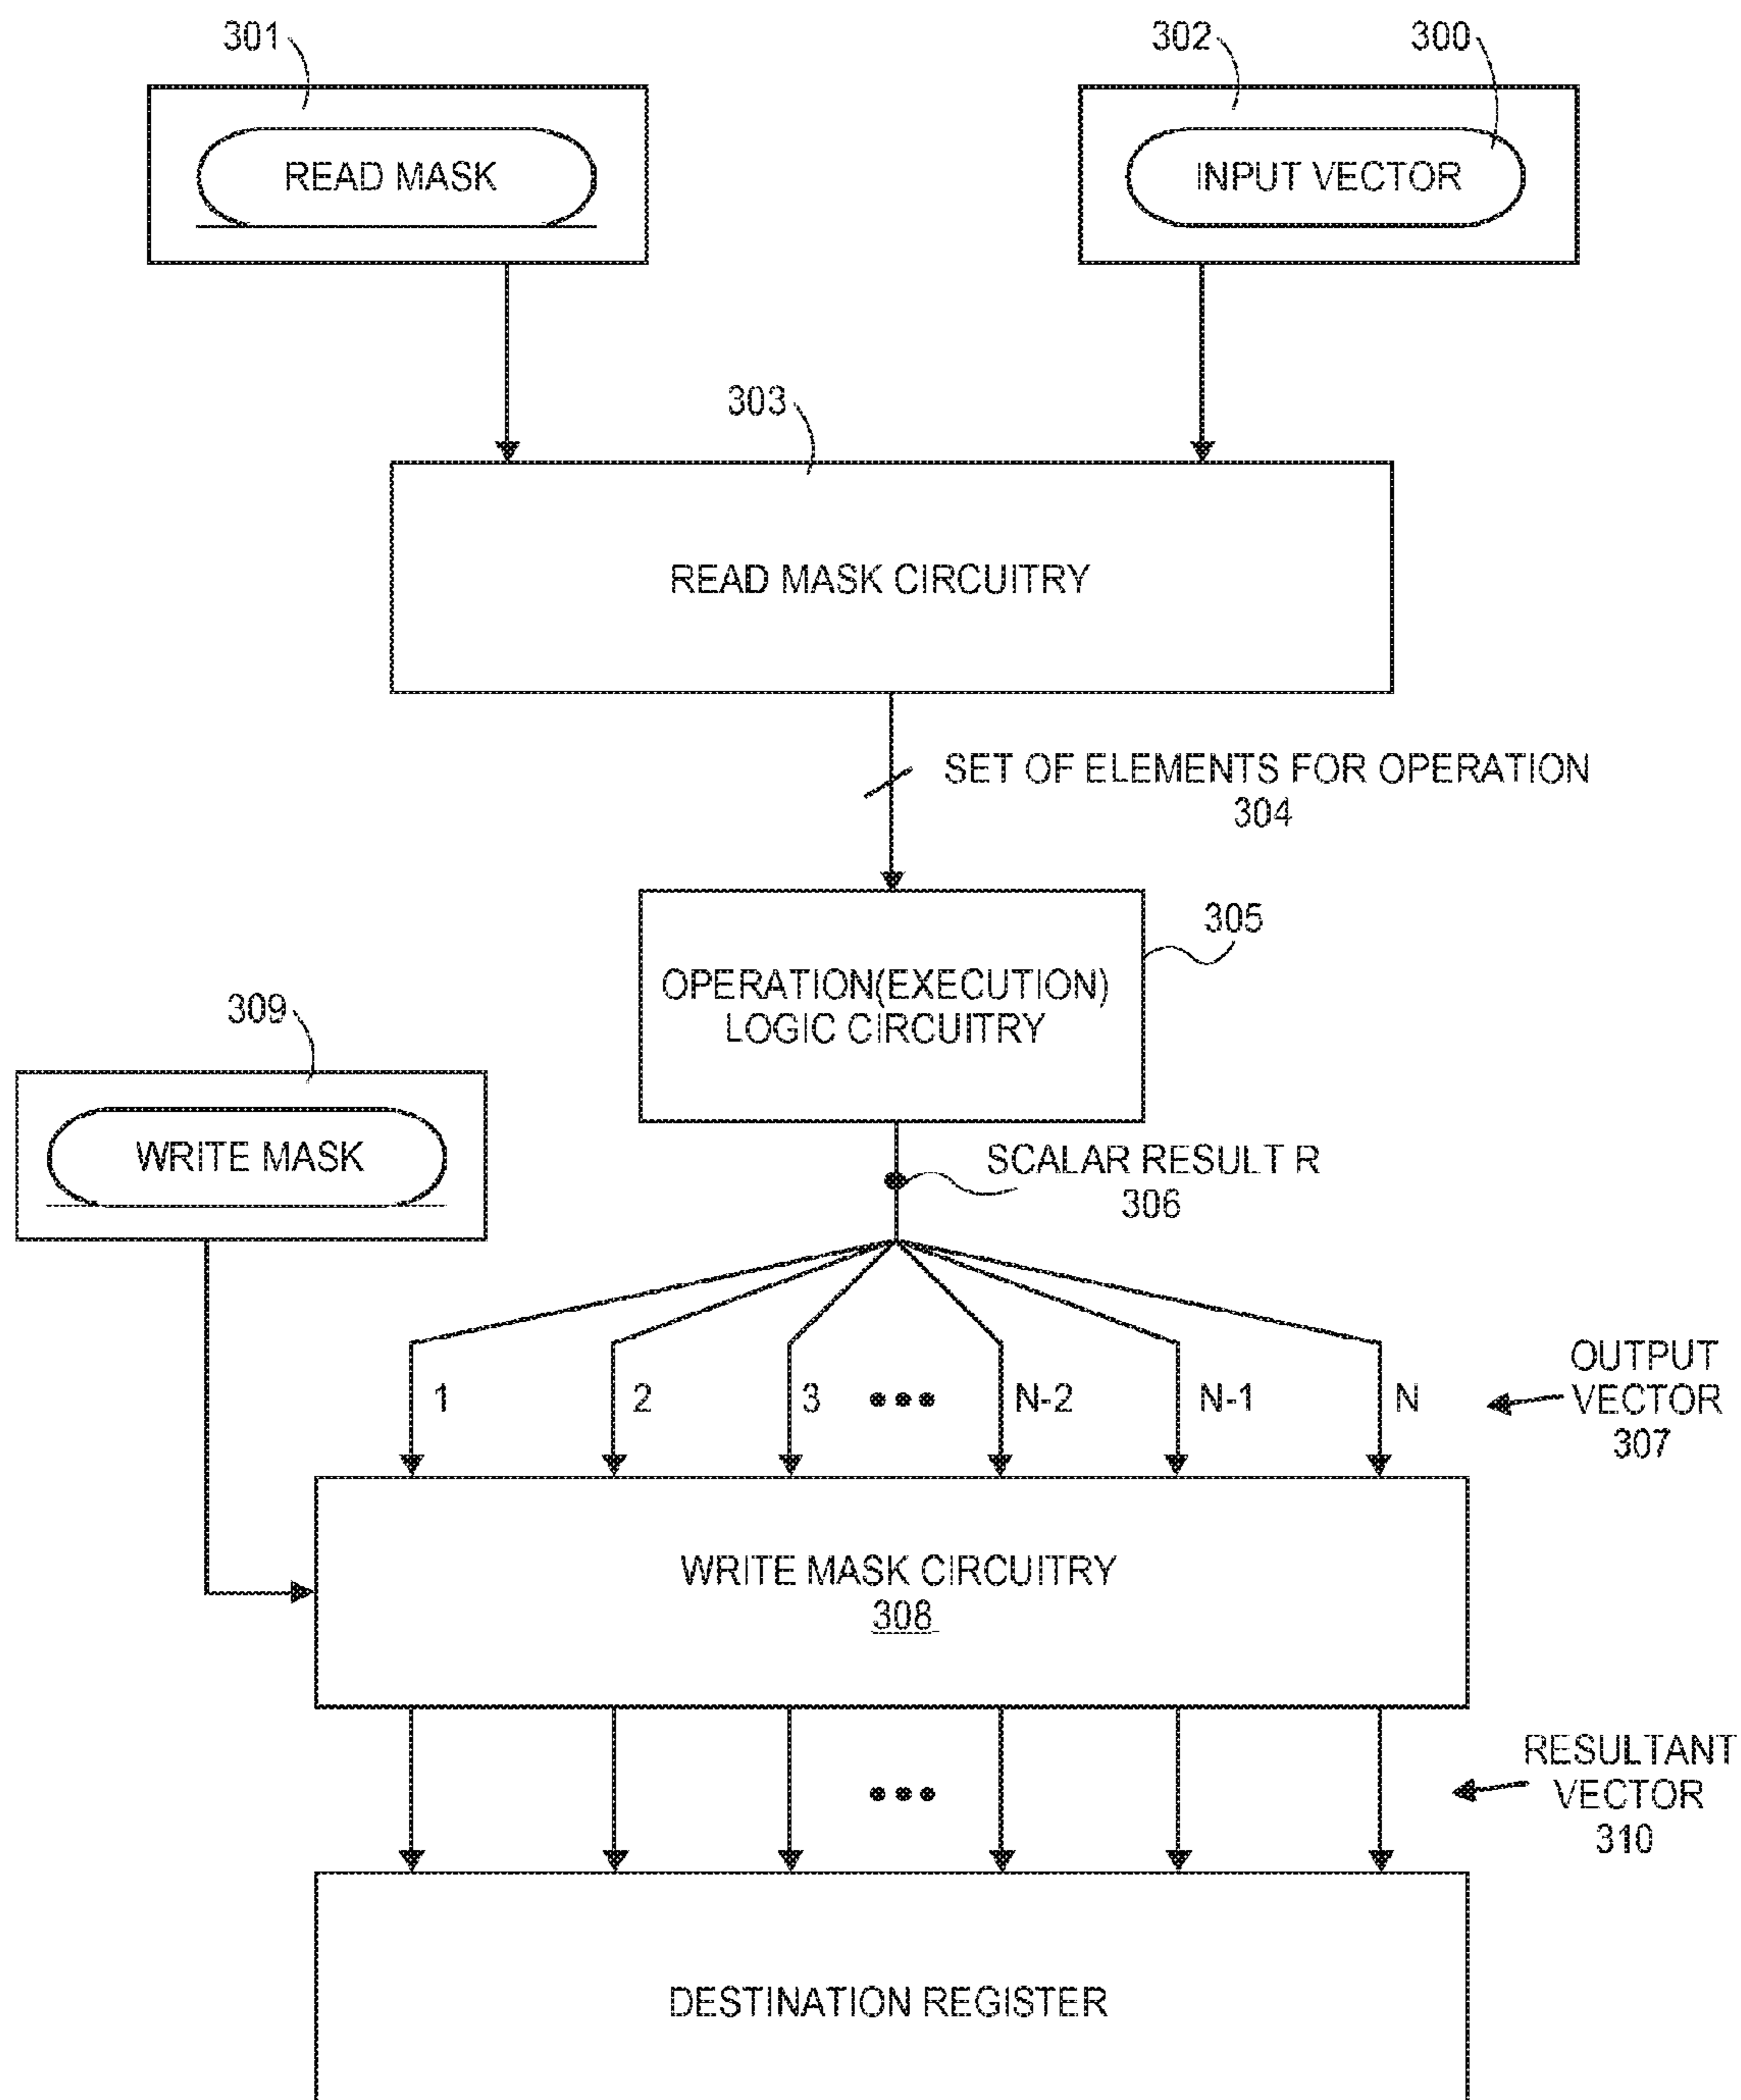 301
302
300
READ MASK
INPUT VECTOR
303
READ MASK CIRCUITRY
SET OF ELEMENTS FOR OPERATION
304
305
OPERATION(EXECUTION)
LOGIC CIRCUITRY
309
WRITE MASK
SCALAR RESULT R
306
OUTPUT
VECTOR
307
1 2 3 ••• N-2 N-1 N
WRITE MASK CIRCUITRY
308
RESULTANT
VECTOR
310
•••
DESTINATION REGISTER